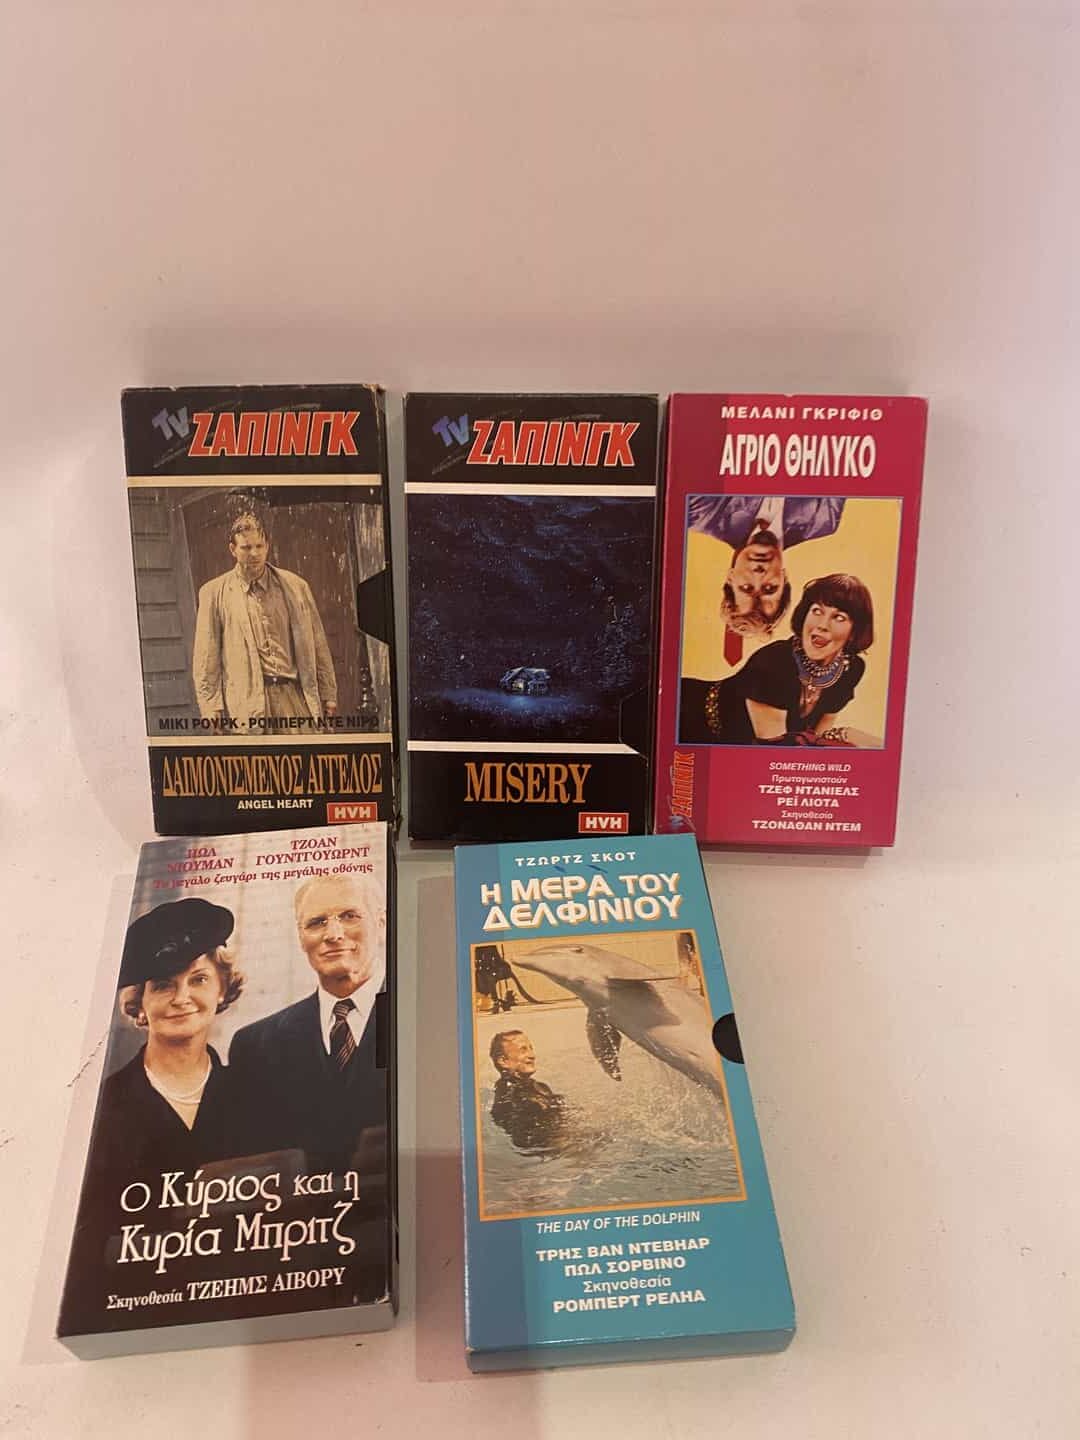 TV ΖΑΠΙΝΓΚ
ΜΙΚΙ ΡΟΥΡΚ - ΡΟΜΠΕΡΤ ΝΤΕ ΝΙΡΟ
ΔΑΙΜΟΝΙΣΜΕΝΟΣ ΑΓΓΕΛΟΣ
ANGEL HEART
HVH
TV ΖΑΠΙΝΓΚ
MISERY
HVH
ΜΕΛΑΝΙ ΓΚΡΙΦΙΘ
ΑΓΡΙΟ ΘΗΛΥΚΟ
SOMETHING WILD
Πρωταγωνιστούν
ΤΖΕΦ ΝΤΑΝΙΕΛΣ
ΡΕΪ ΛΙΟΤΑ
Σκηνοθεσία
ΤΖΟΝΑΘΑΝ ΝΤΕΜ
TV ΖΑΠΙΝΓΚ
ΠΩΛ
ΝΙΟΥΜΑΝ
ΤΖΟΑΝ
ΓΟΥΝΤΓΟΥΩΡΝΤ
Το μεγάλο ζευγάρι της μεγάλης οθόνης
Ο Κύριος και η
Κυρία Μπριτζ
Σκηνοθεσία ΤΖΕΗΜΣ ΑΙΒΟΡΥ
ΤΖΩΡΤΖ ΣΚΟΤ
Η ΜΕΡΑ ΤΟΥ
ΔΕΛΦΙΝΙΟΥ
THE DAY OF THE DOLPHIN
ΤΡΗΣ ΒΑΝ ΝΤΕΒΗΑΡ
ΠΩΛ ΣΟΡΒΙΝΟ
Σκηνοθεσία
ΡΟΜΠΕΡΤ ΡΕΛΗΑ